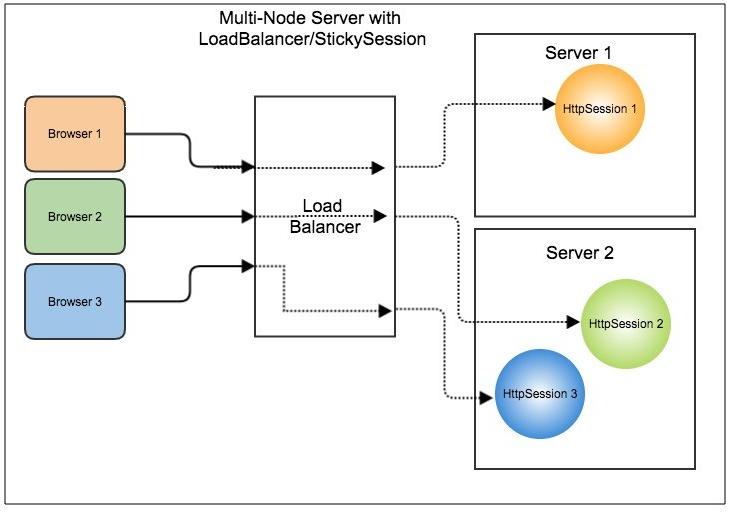 Multi-Node Server with
LoadBalancer/StickySession
Server 1
HttpSession 1
Browser 1
Browser 2
Browser 3
Load
Balancer
Server 2
HttpSession 2
HttpSession 3